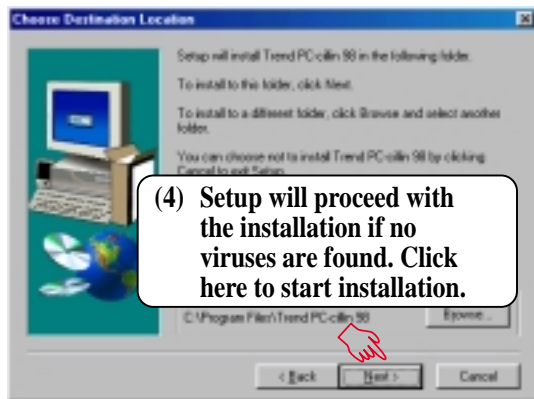 Choose Destination Location
Setup will install Trend PC-cillin 98 in the following folder.
To install to this folder, click Next.
To install to a different folder, click Browse and select another
folder.
You can choose not to install Trend PC-cillin 98 by clicking
Cancel to exit Setup.
(4) Setup will proceed with
the installation if no
viruses are found. Click
here to start installation.
C:\Program Files\Trend PC-cillin 98
Browse...
< Back
Next >
Cancel